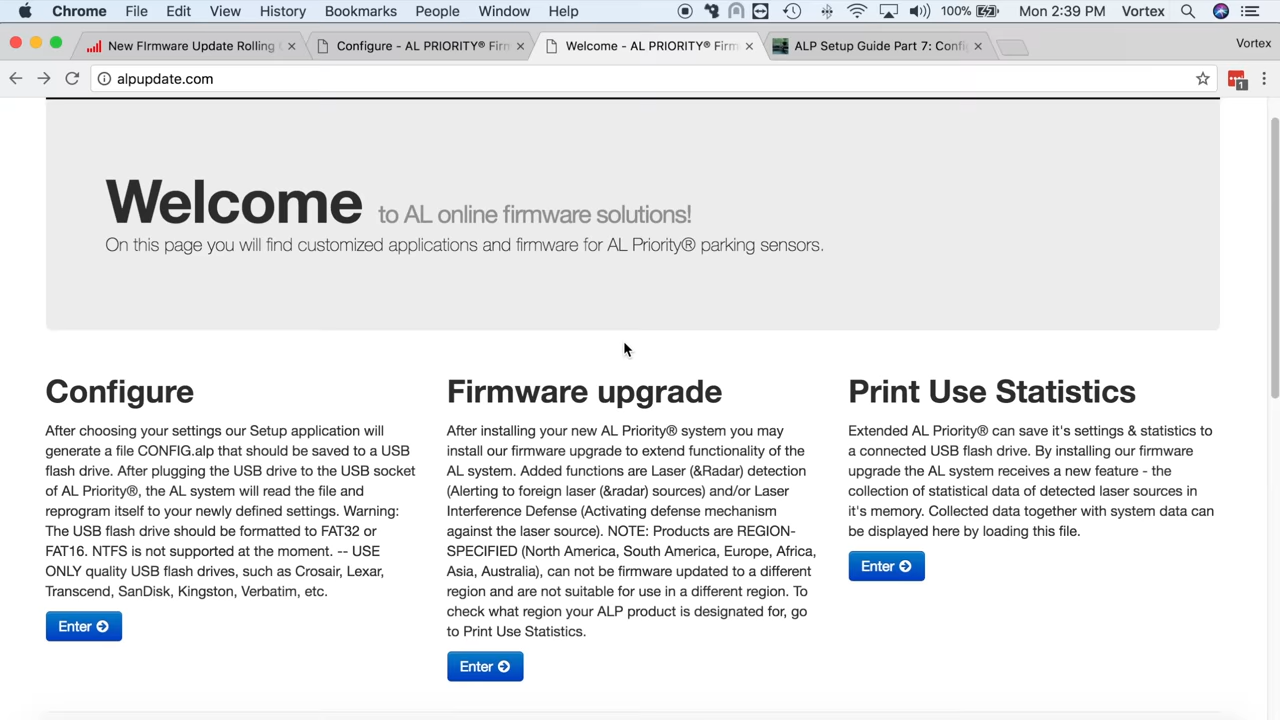 Chrome File Edit View History Bookmarks People Window Help 100% Mon 2:39 PM Vortex
New FIrmware Update Rolling Configure - AL PRIORITY® Firm Welcome - AL PRIORITY® Firm ALP Setup Guide Part 7: Confi Vortex
alpupdate.com 1
Welcome to AL online firmware solutions!
On this page you will find customized applications and firmware for AL Priority® parking sensors.
Configure
After choosing your settings our Setup application will
generate a file CONFIG.alp that should be saved to a USB
flash drive. After plugging the USB drive to the USB socket
of AL Priority®, the AL system will read the file and
reprogram itself to your newly defined settings. Warning:
The USB flash drive should be formatted to FAT32 or
FAT16. NTFS is not supported at the moment. -- USE
ONLY quality USB flash drives, such as Crosair, Lexar,
Transcend, SanDisk, Kingston, Verbatim, etc.
Enter
Firmware upgrade
After installing your new AL Priority® system you may
install our firmware upgrade to extend functionality of the
AL system. Added functions are Laser (&Radar) detection
(Alerting to foreign laser (&radar) sources) and/or Laser
Interference Defense (Activating defense mechanism
against the laser source). NOTE: Products are REGION-
SPECIFIED (North America, South America, Europe, Africa,
Asia, Australia), can not be firmware updated to a different
region and are not suitable for use in a different region. To
check what region your ALP product is designated for, go
to Print Use Statistics.
Enter
Print Use Statistics
Extended AL Priority® can save it's settings & statistics to
a connected USB flash drive. By installing our firmware
upgrade the AL system receives a new feature - the
collection of statistical data of detected laser sources in
it's memory. Collected data together with system data can
be displayed here by loading this file.
Enter